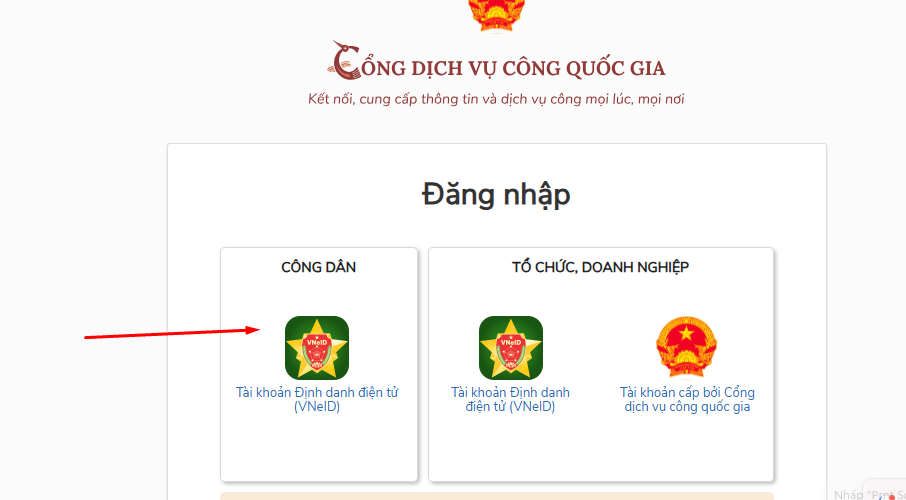 CỔNG DỊCH VỤ CÔNG QUỐC GIA
Kết nối, cung cấp thông tin và dịch vụ công mọi lúc, mọi nơi
Đăng nhập
CÔNG DÂN
VNeID
Tài khoản Định danh điện tử
(VNeID)
TỔ CHỨC, DOANH NGHIỆP
VNeID
Tài khoản Định danh
điện tử (VNeID)
Tài khoản cấp bởi Cổng
dịch vụ công quốc gia
Nhấp "Prnt